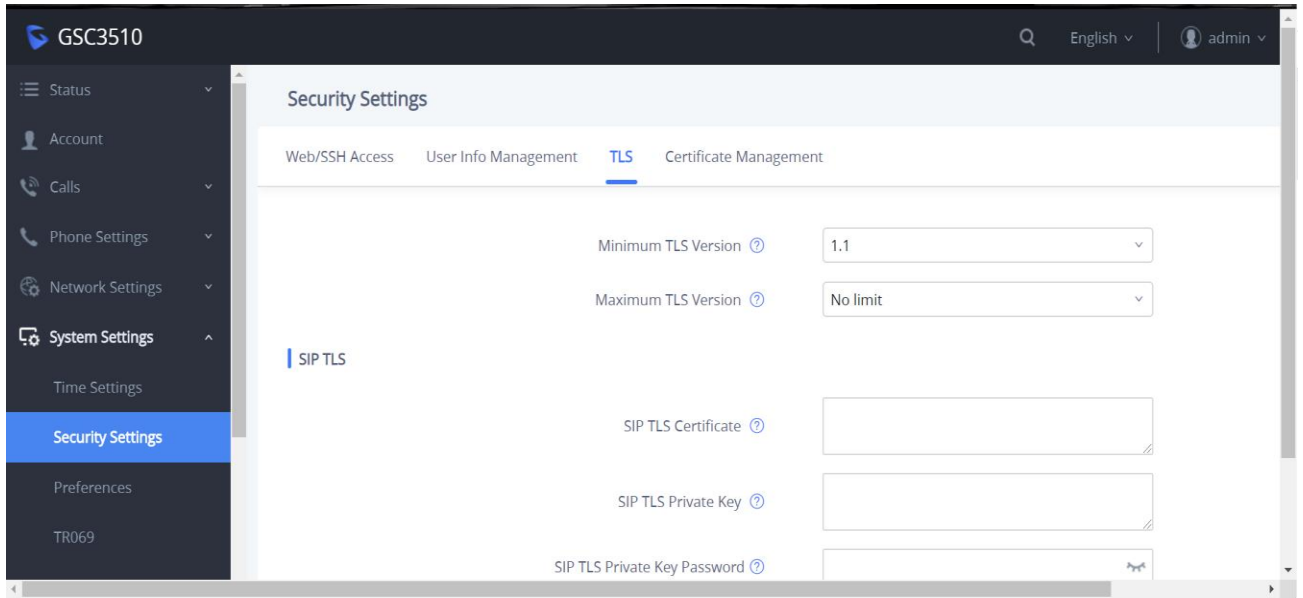 GSC3510
English
admin
Status
Account
Calls
Phone Settings
Network Settings
System Settings
Time Settings
Security Settings
Preferences
TR069
Security Settings
Web/SSH Access User Info Management TLS Certificate Management
Minimum TLS Version ? 1.1
Maximum TLS Version ? No limit
SIP TLS
SIP TLS Certificate ?
SIP TLS Private Key ?
SIP TLS Private Key Password ?